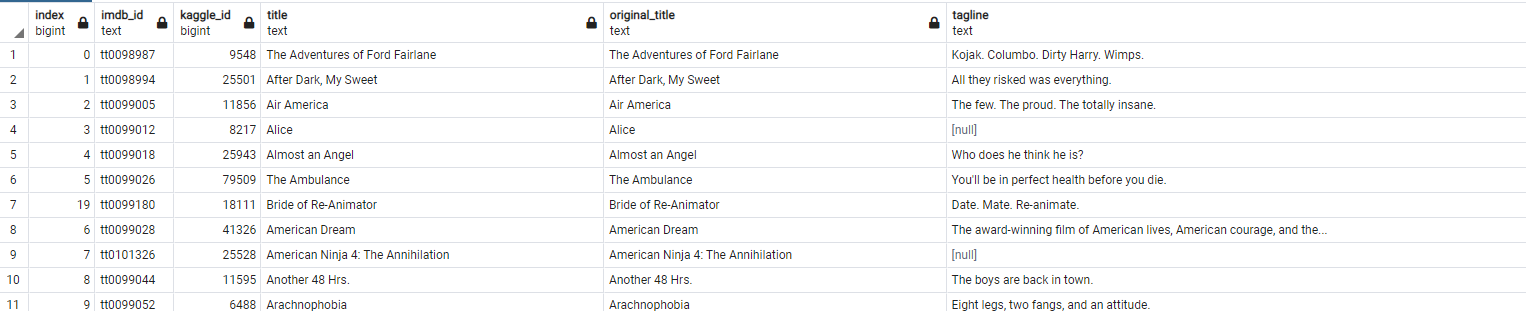 index imdb_id kaggle_id title original_title tagline
bigint text bigint text text text
1 0 tt0098987 9548 The Adventures of Ford Fairlane The Adventures of Ford Fairlane Kojak. Columbo. Dirty Harry. Wimps.
2 1 tt0098994 25501 After Dark, My Sweet After Dark, My Sweet All they risked was everything.
3 2 tt0099005 11856 Air America Air America The few. The proud. The totally insane.
4 3 tt0099012 8217 Alice Alice [null]
5 4 tt0099018 25943 Almost an Angel Almost an Angel Who does he think he is?
6 5 tt0099026 79509 The Ambulance The Ambulance You'll be in perfect health before you die.
7 19 tt0099180 18111 Bride of Re-Animator Bride of Re-Animator Date. Mate. Re-animate.
8 6 tt0099028 41326 American Dream American Dream The award-winning film of American lives, American courage, and the...
9 7 tt0101326 25528 American Ninja 4: The Annihilation American Ninja 4: The Annihilation [null]
10 8 tt0099044 11595 Another 48 Hrs. Another 48 Hrs. The boys are back in town.
11 9 tt0099052 6488 Arachnophobia Arachnophobia Eight legs, two fangs, and an attitude.